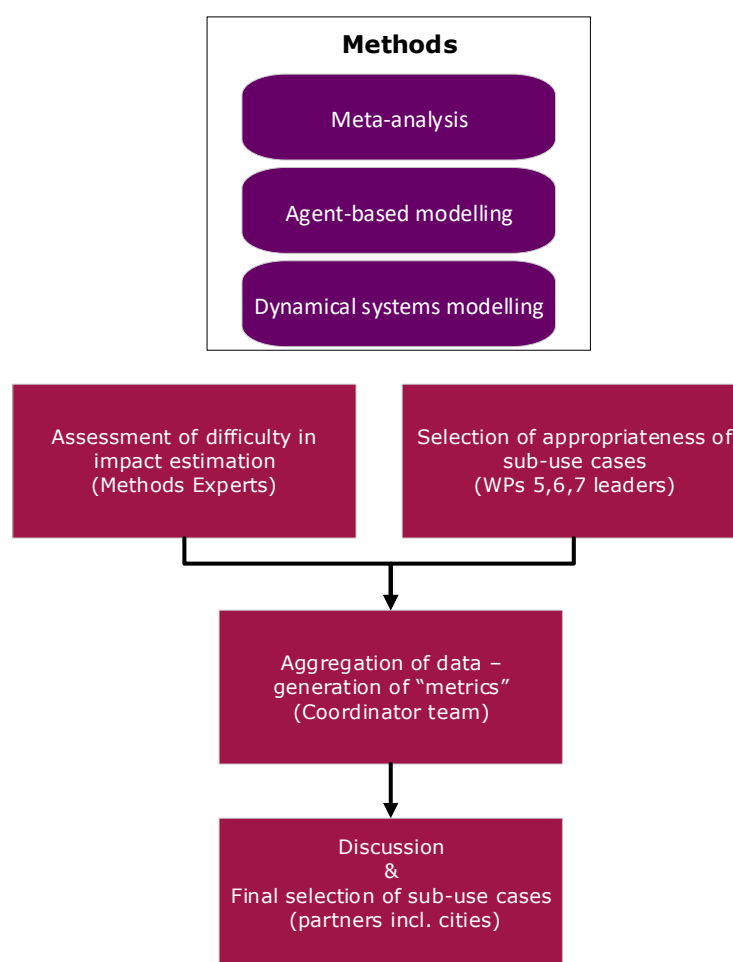 Methods
Meta-analysis
Agent-based modelling
Dynamical systems modelling
Assessment of difficulty in
impact estimation
(Methods Experts)
Selection of appropriateness of
sub-use cases
(WPs 5,6,7 leaders)
Aggregation of data –
generation of “metrics”
(Coordinator team)
Discussion
&
Final selection of sub-use cases
(partners incl. cities)